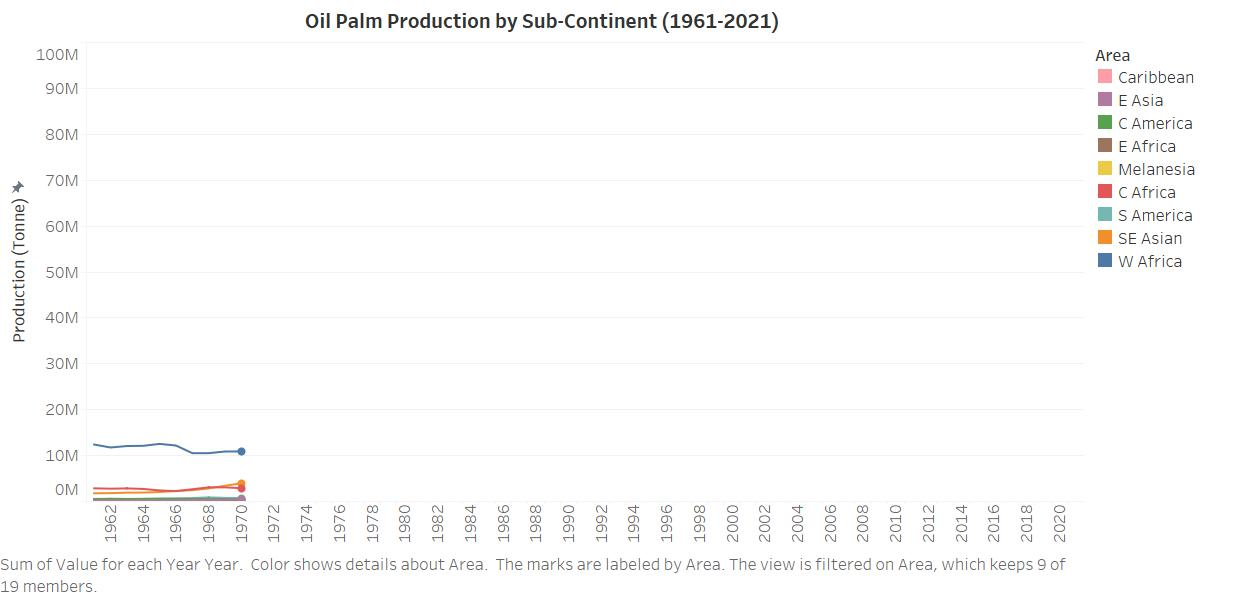 Oil Palm Production by Sub-Continent (1961-2021)
100M
90M
80M
70M
60M
50M
40M
30M
20M
10M
0M
Production (Tonne)
1962
1964
1966
1968
1970
1972
1974
1976
1978
1980
1982
1984
1986
1988
1990
1992
1994
1996
1998
2000
2002
2004
2006
2008
2010
2012
2014
2016
2018
2020
Area
Caribbean
E Asia
C America
E Africa
Melanesia
C Africa
S America
SE Asian
W Africa
Sum of Value for each Year Year.  Color shows details about Area.  The marks are labeled by Area. The view is filtered on Area, which keeps 9 of
19 members.